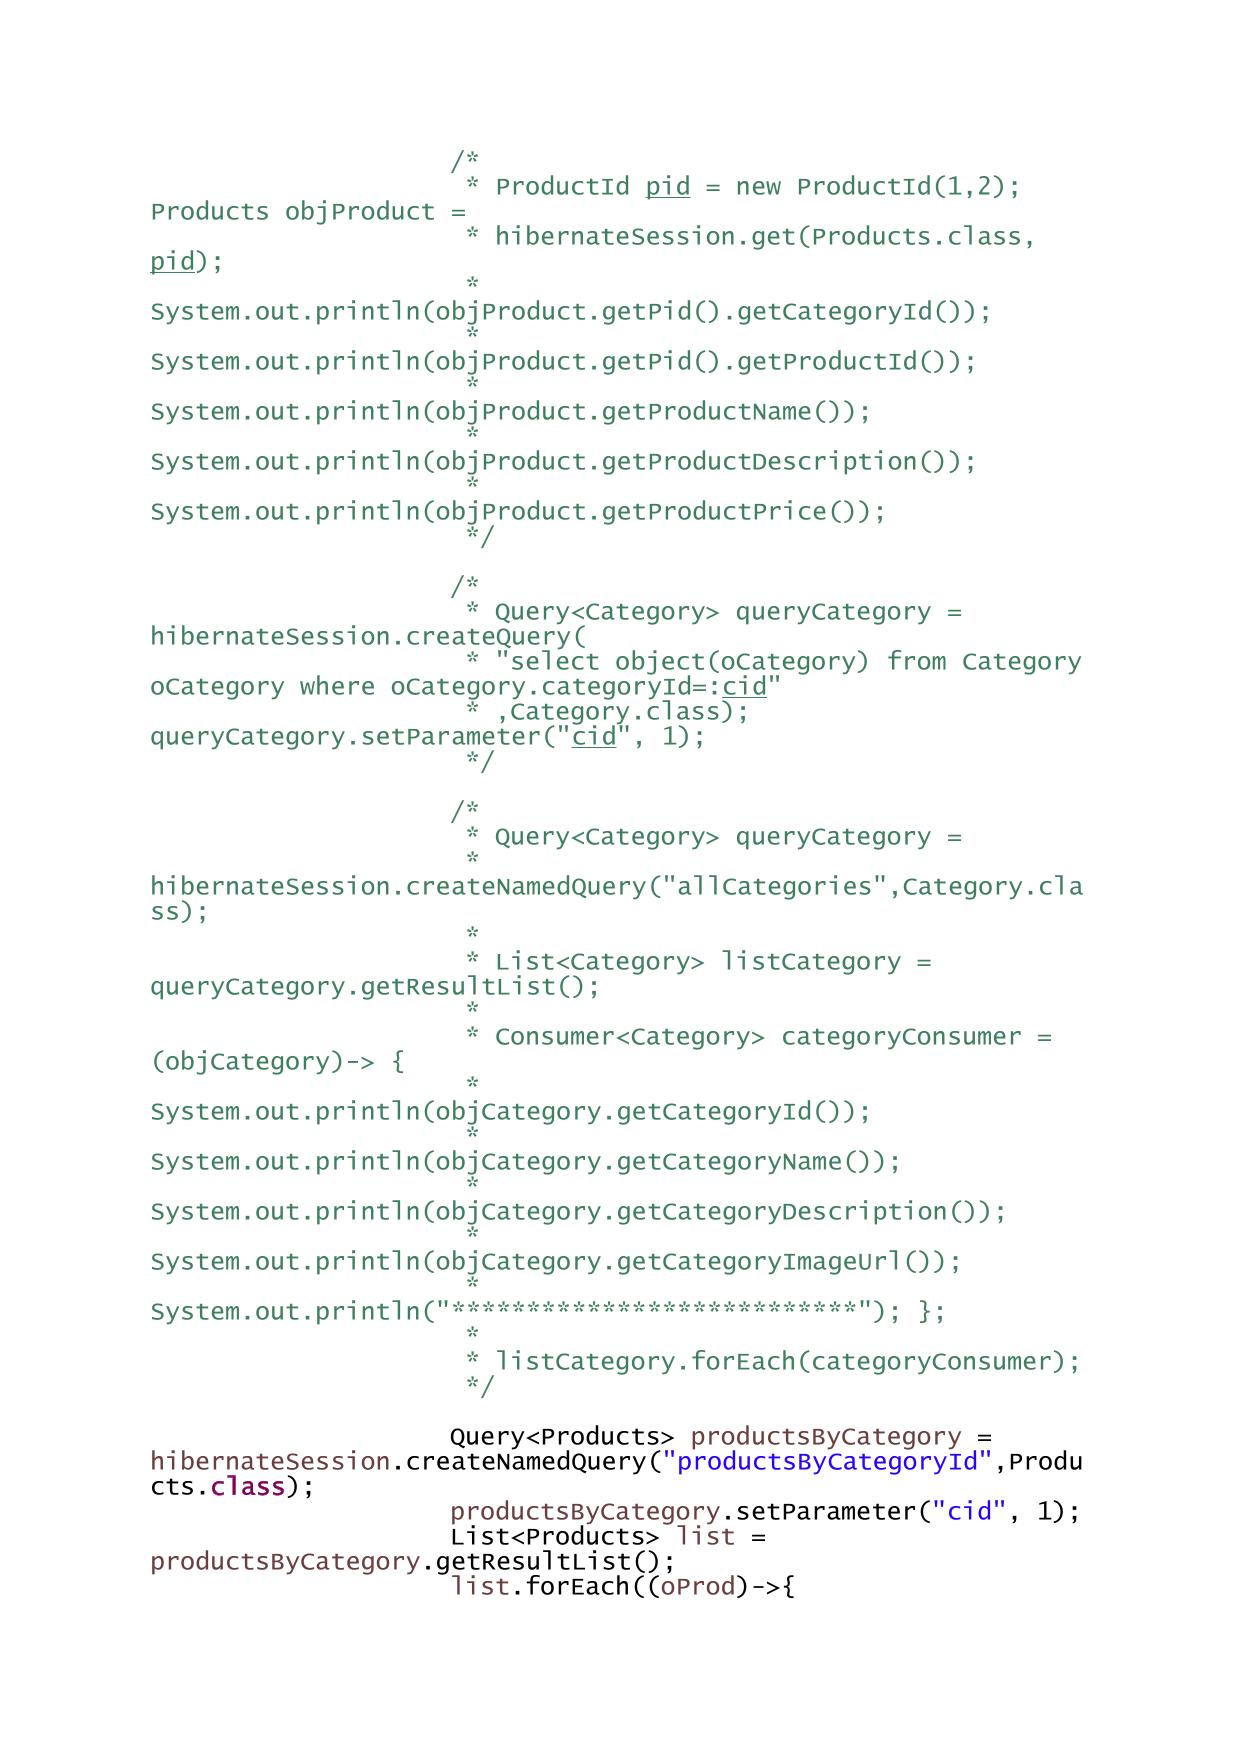 /*
* ProductId pid = new ProductId(1,2);
Products objProduct =
* hibernateSession.get(Products.class,
pid);
*
System.out.println(objProduct.getPid().getCategoryId());
*
System.out.println(objProduct.getPid().getProductId());
*
System.out.println(objProduct.getProductName());
*
System.out.println(objProduct.getProductDescription());
*
System.out.println(objProduct.getProductPrice());
*/
/*
* Query<Category> queryCategory =
hibernateSession.createQuery(
* "select object(oCategory) from Category
oCategory where oCategory.categoryId=:cid"
* ,Category.class);
queryCategory.setParameter("cid", 1);
*/
/*
* Query<Category> queryCategory =
*
hibernateSession.createNamedQuery("allCategories",Category.cla
ss);
*
* List<Category> listCategory =
queryCategory.getResultList();
*
* Consumer<Category> categoryConsumer =
(objCategory)-> {
*
System.out.println(objCategory.getCategoryId());
*
System.out.println(objCategory.getCategoryName());
*
System.out.println(objCategory.getCategoryDescription());
*
System.out.println(objCategory.getCategoryImageUrl());
*
System.out.println("***************************"); };
*
* listCategory.forEach(categoryConsumer);
*/
Query<Products> productsByCategory =
hibernateSession.createNamedQuery("productsByCategoryId",Produ
cts.class);
productsByCategory.setParameter("cid", 1);
List<Products> list =
productsByCategory.getResultList();
list.forEach((oProd)->{